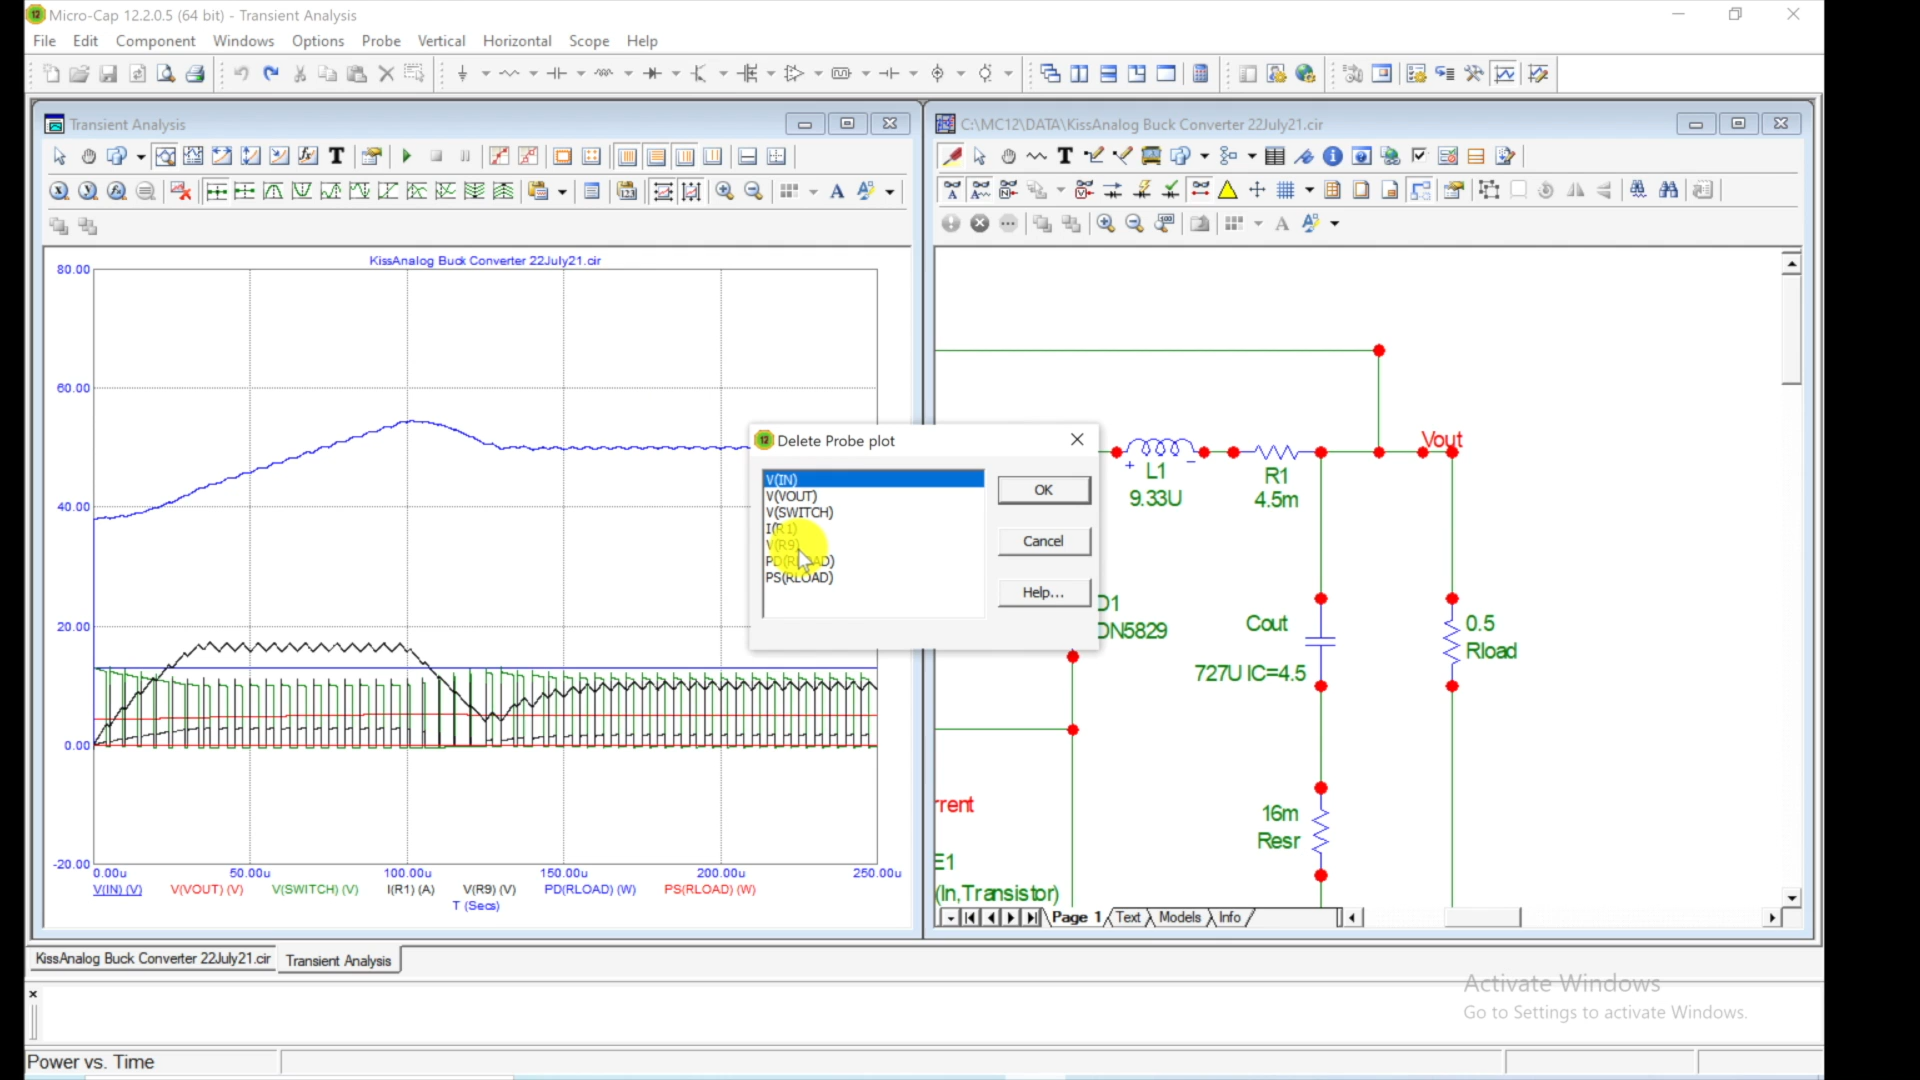 Micro-Cap 12.2.0.5 (64 bit) - Transient Analysis
File Edit Component Windows Options Probe Vertical Horizontal Scope Help
Transient Analysis
KissAnalog Buck Converter 22July21.cir
80.00
60.00
40.00
20.00
0.00
-20.00
0.00u 50.00u 100.00u 150.00u 200.00u 250.00u
V(IN) (V) V(VOUT) (V) V(SWITCH) (V) I(R1) (A) V(R9) (V) PD(RLOAD) (W) PS(RLOAD) (W)
T (Secs)
Delete Probe plot
V(IN)
V(VOUT)
V(SWITCH)
I(R1)
V(R9)
PD(RLOAD)
PS(RLOAD)
OK
Cancel
Help...
C:\MC12\DATA\KissAnalog Buck Converter 22July21.cir
Vout
L1
9.33U
R1
4.5m
D1
DN5829
Cout
727U IC=4.5
0.5
Rload
rrent
16m
Resr
E1
(In,Transistor)
Page 1 Text Models Info
KissAnalog Buck Converter 22July21.cir Transient Analysis
Activate Windows
Go to Settings to activate Windows.
Power vs. Time